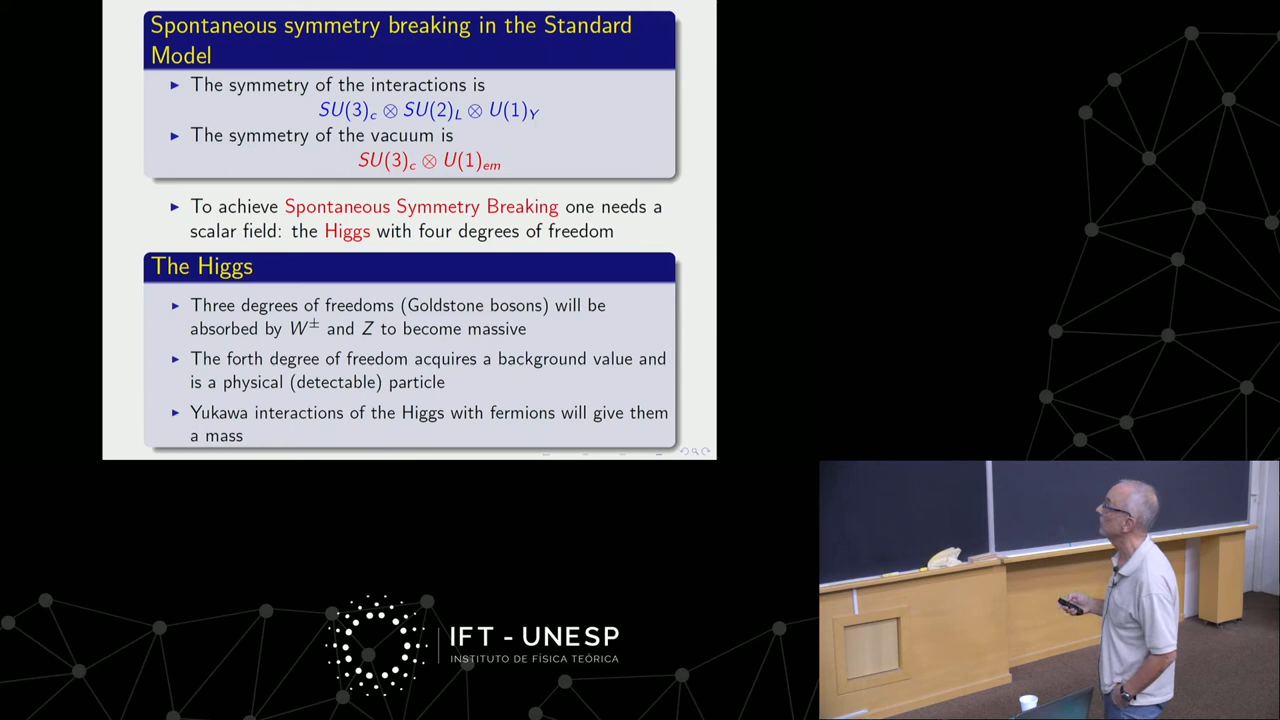 Spontaneous symmetry breaking in the Standard
Model
▶ The symmetry of the interactions is
SU(3)c ⊗ SU(2)L ⊗ U(1)Y
▶ The symmetry of the vacuum is
SU(3)c ⊗ U(1)em
▶ To achieve Spontaneous Symmetry Breaking one needs a
scalar field: the Higgs with four degrees of freedom
The Higgs
▶ Three degrees of freedoms (Goldstone bosons) will be
absorbed by W± and Z to become massive
▶ The forth degree of freedom acquires a background value and
is a physical (detectable) particle
▶ Yukawa interactions of the Higgs with fermions will give them
a mass
IFT - UNESP
INSTITUTO DE FÍSICA TEÓRICA